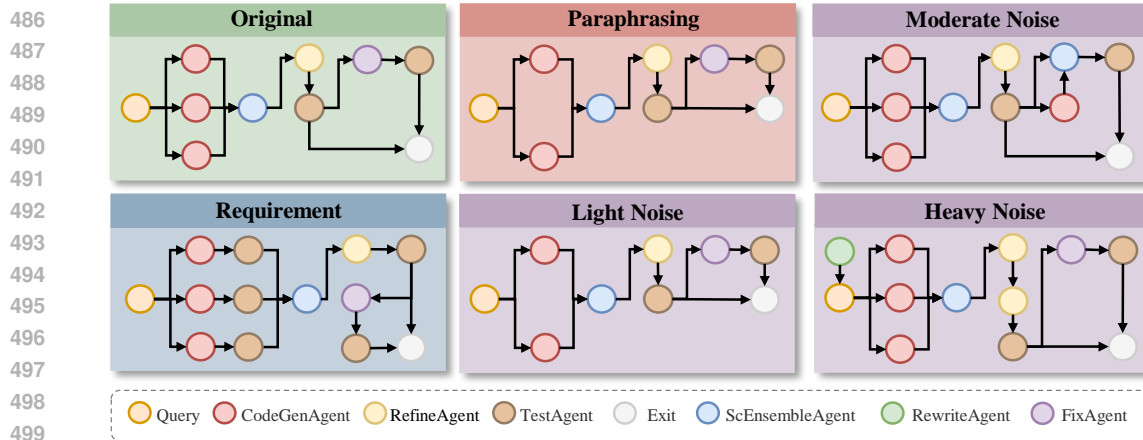 486
487
488
489
490
491
492
493
494
495
496
497
498
499
Original
Paraphrasing
Moderate Noise
Requirement
Light Noise
Heavy Noise
Query CodeGenAgent RefineAgent TestAgent Exit ScEnsembleAgent RewriteAgent FixAgent